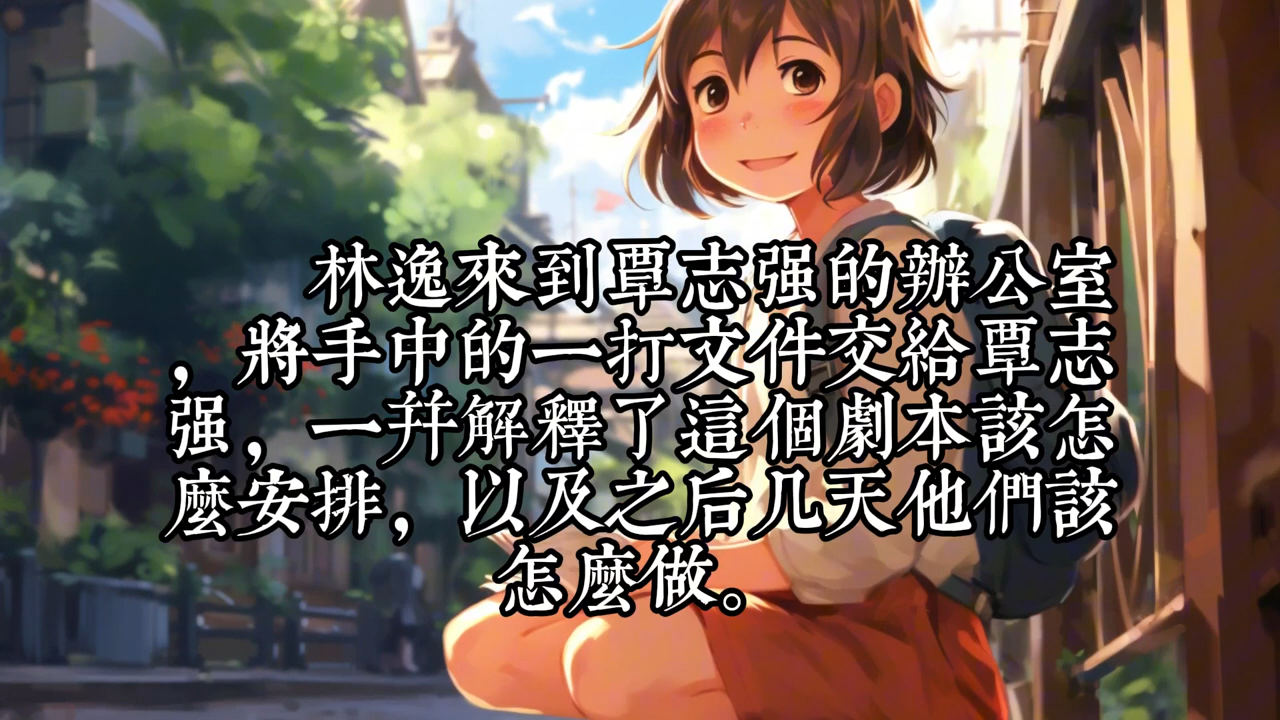 林逸來到覃志强的辦公室
，將手中的一打文件交給覃志
强，一并解釋了這個劇本該怎
麼安排，以及之后几天他們該
怎麼做。